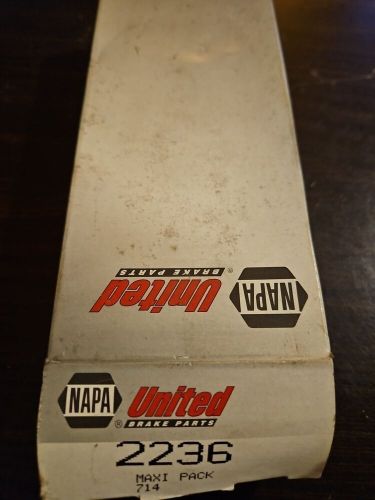 BRAKE PARTS ®
United
NAPA
NAPA
® United
BRAKE PARTS
2236
MAXI PACK
714